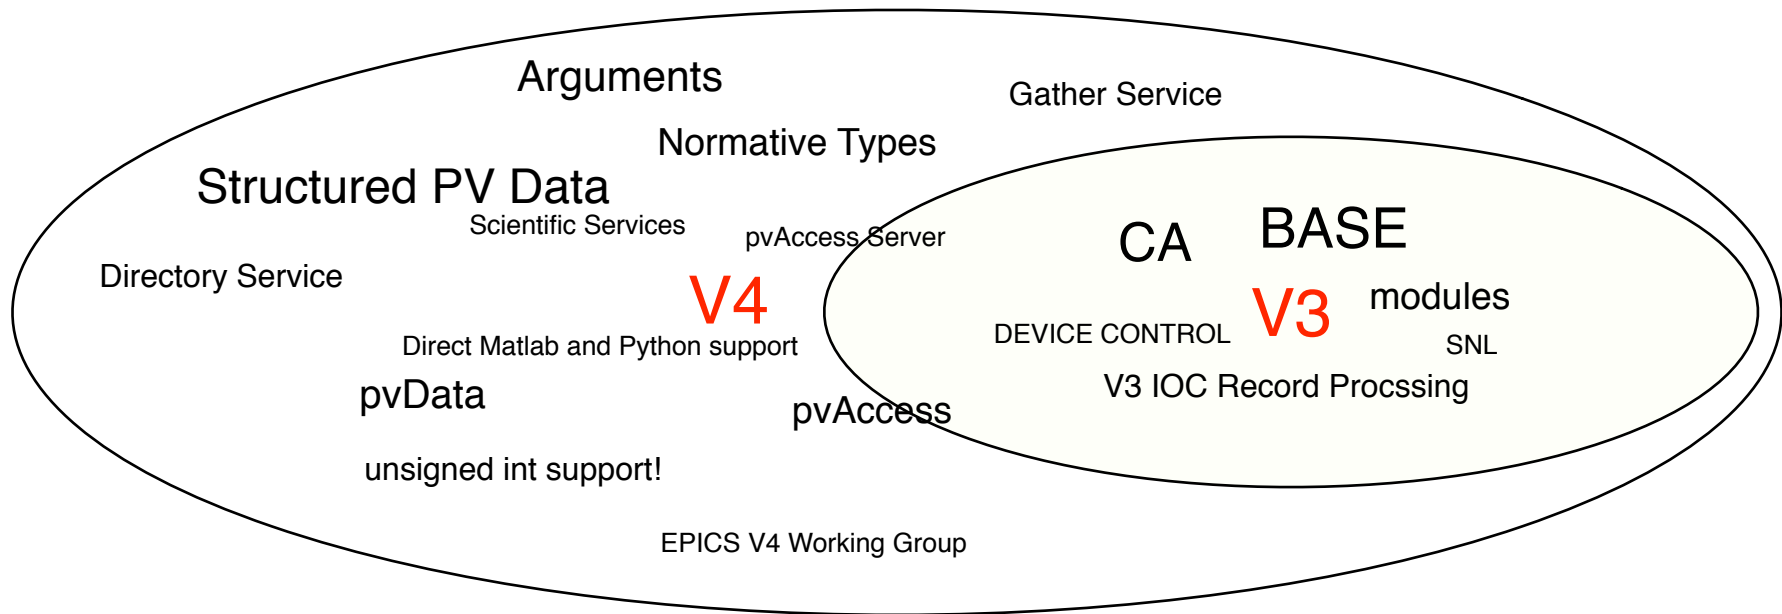 Arguments
Gather Service
Normative Types
Structured PV Data
Scientific Services
pvAccess Server
CA
BASE
Directory Service
V4
V3
modules
Direct Matlab and Python support
DEVICE CONTROL
SNL
pvData
pvAccess
V3 IOC Record Procssing
unsigned int support!
EPICS V4 Working Group